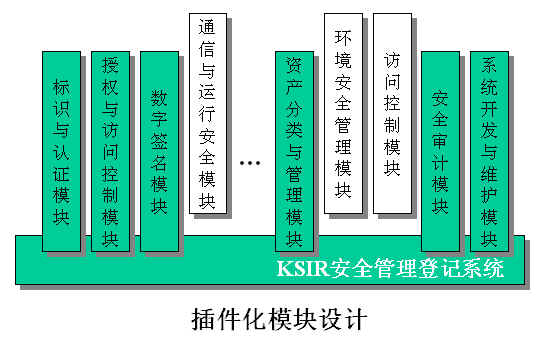 标识与认证模块
授权与访问控制模块
数字签名模块
通信与运行安全模块
...
资产分类与管理模块
环境安全管理模块
访问控制模块
安全审计模块
系统开发与维护模块
KSIR安全管理登记系统
插件化模块设计